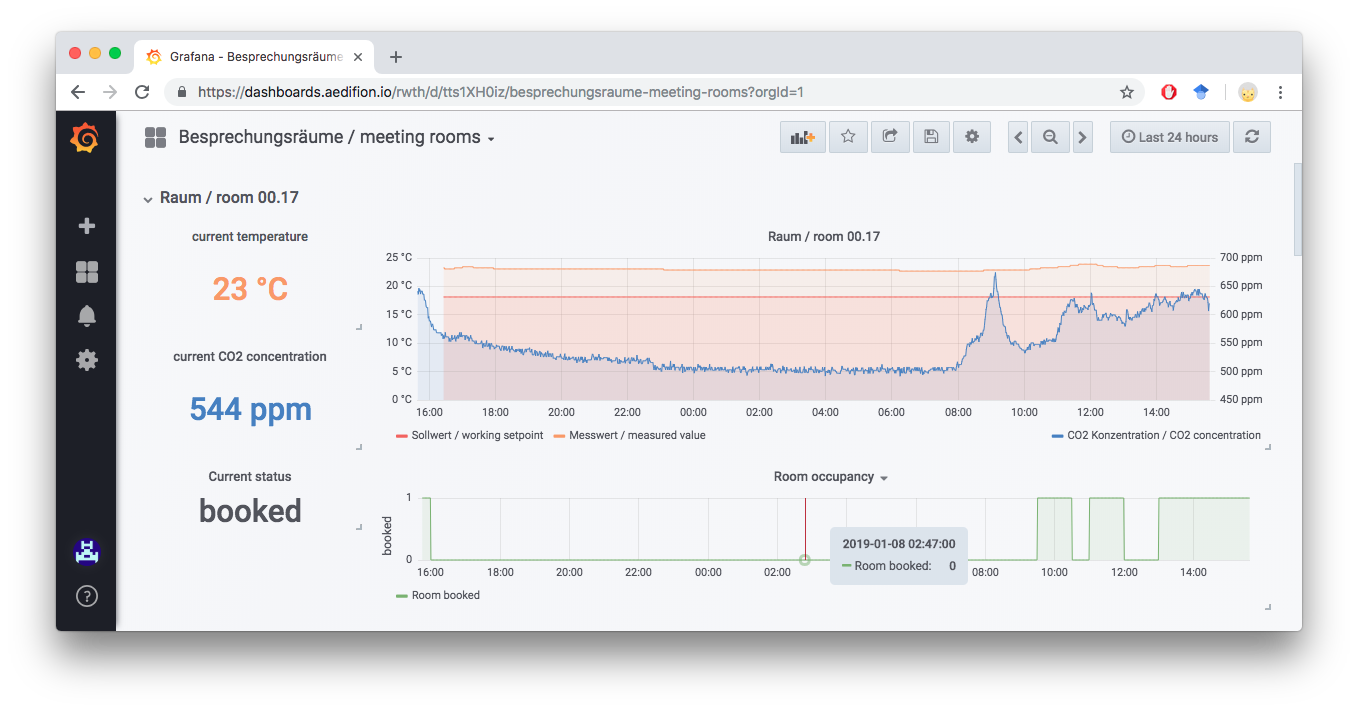 Grafana - Besprechungsräume
https://dashboards.aedifion.io/rwth/d/tts1XH0iz/besprechungsraume-meeting-rooms?orgId=1
Besprechungsräume / meeting rooms
Last 24 hours
Raum / room 00.17
current temperature
23 °C
current CO2 concentration
544 ppm
Current status
booked
Raum / room 00.17
25 °C
20 °C
15 °C
10 °C
5 °C
0 °C
700 ppm
650 ppm
600 ppm
550 ppm
500 ppm
450 ppm
16:00 18:00 20:00 22:00 00:00 02:00 04:00 06:00 08:00 10:00 12:00 14:00
Sollwert / working setpoint Messwert / measured value CO2 Konzentration / CO2 concentration
Room occupancy
booked
1
0
16:00 18:00 20:00 22:00 00:00 02:00 08:00 10:00 12:00 14:00
2019-01-08 02:47:00
Room booked: 0
Room booked